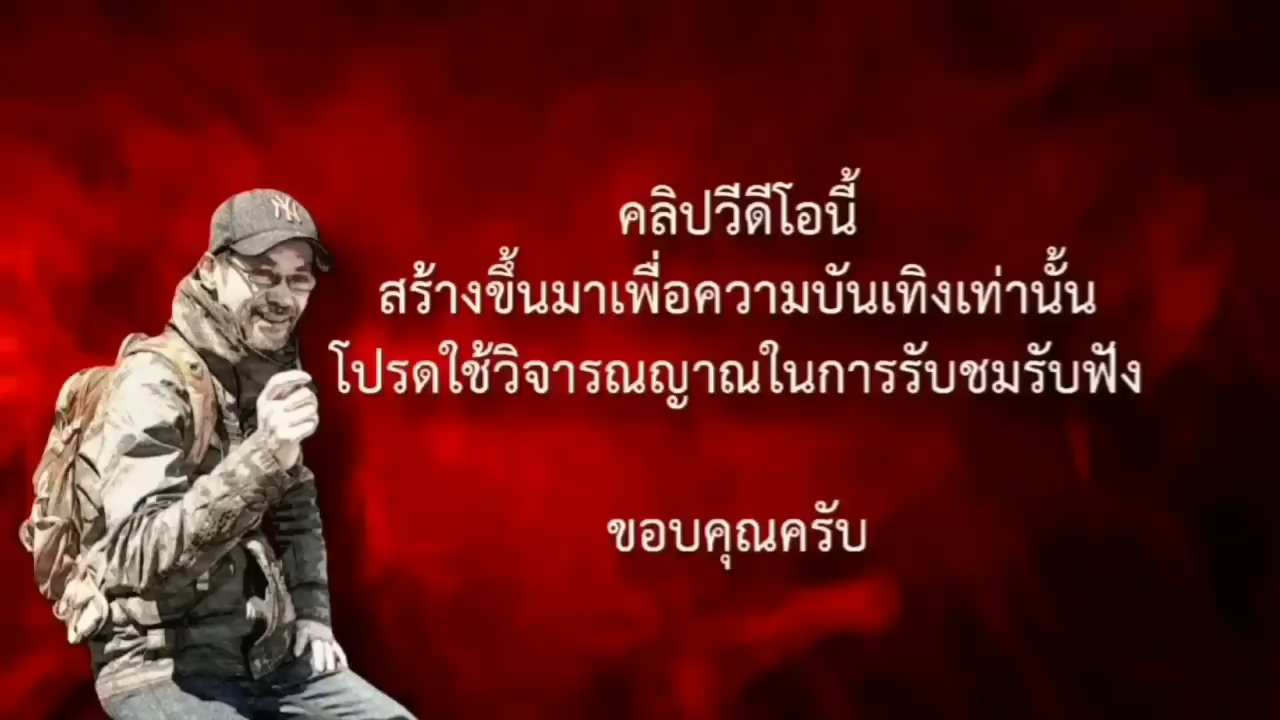 NY
คลิปวีดีโอนี้
สร้างขึ้นมาเพื่อความบันเทิงเท่านั้น
โปรดใช้วิจารณญาณในการรับชมรับฟัง
ขอบคุณครับ